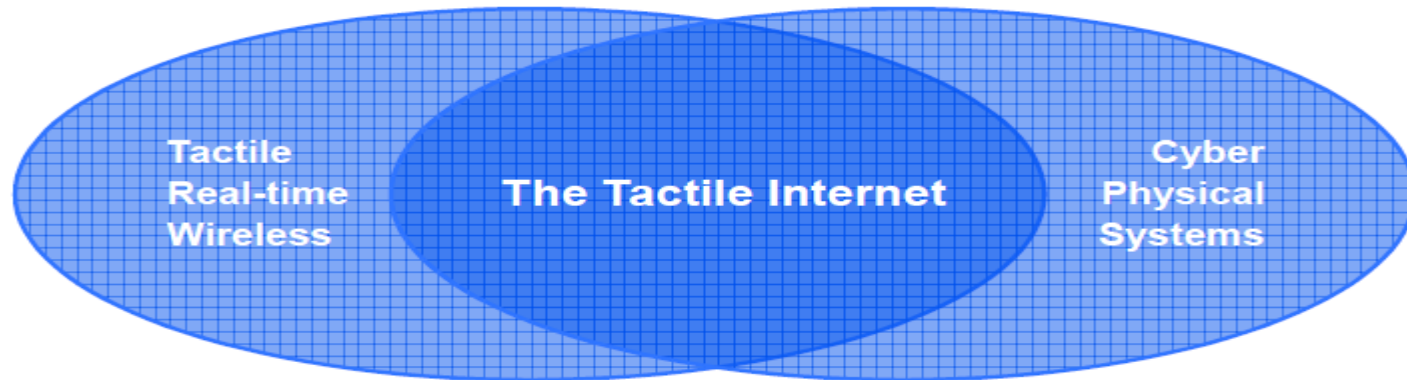 Tactile
Real-time
Wireless
The Tactile Internet
Cyber
Physical
Systems